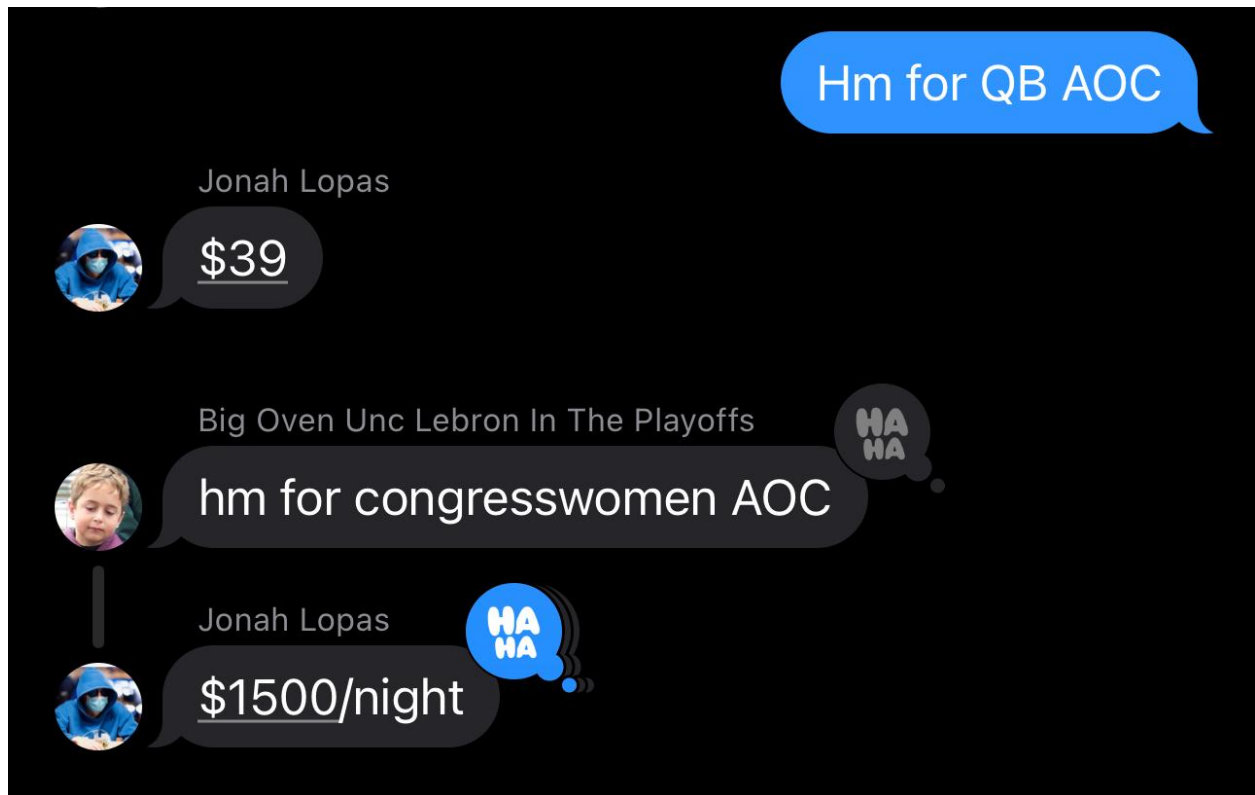 Hm for QB AOC
Jonah Lopas
$39
Big Oven Unc Lebron In The Playoffs
HA
HA
hm for congresswomen AOC
Jonah Lopas
HA
HA
$1500/night